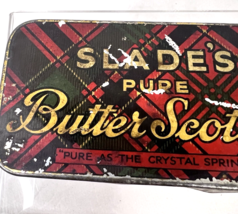 SLADE'S
PURE
Butter Scot
"PURE AS THE CRYSTAL SPRIN